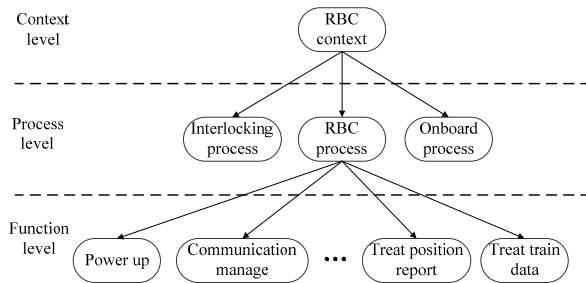 Context
level
RBC
context
Process
level
Interlocking
process
RBC
process
Onboard
process
Function
level
Power up
Communication
manage
...
Treat position
report
Treat train
data